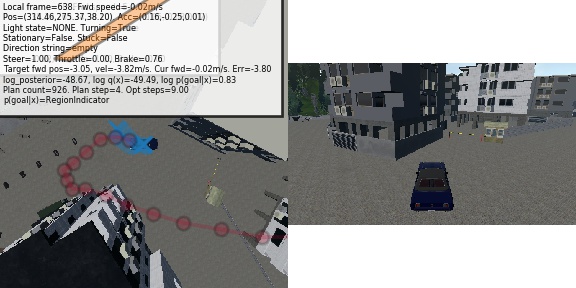 Local frame=638. Fwd speed=-0.02m/s
Pos=(314.46,275.37,38.20). Acc=(0.16,-0.25,0.01)
Light state=NONE. Turning=True
Stationary=False. Stuck=False
Direction string=empty
Steer=1.00, Throttle=0.00, Brake=0.76
Target fwd pos=-3.05, vel=-3.82m/s. Cur fwd=-0.02m/s. Err=-3.80
log_posterior=-48.67, log q(x)=-49.49, log p(goal|x)=0.83
Plan count=926. Plan step=4. Opt steps=9.00
p(goal|x)=RegionIndicator